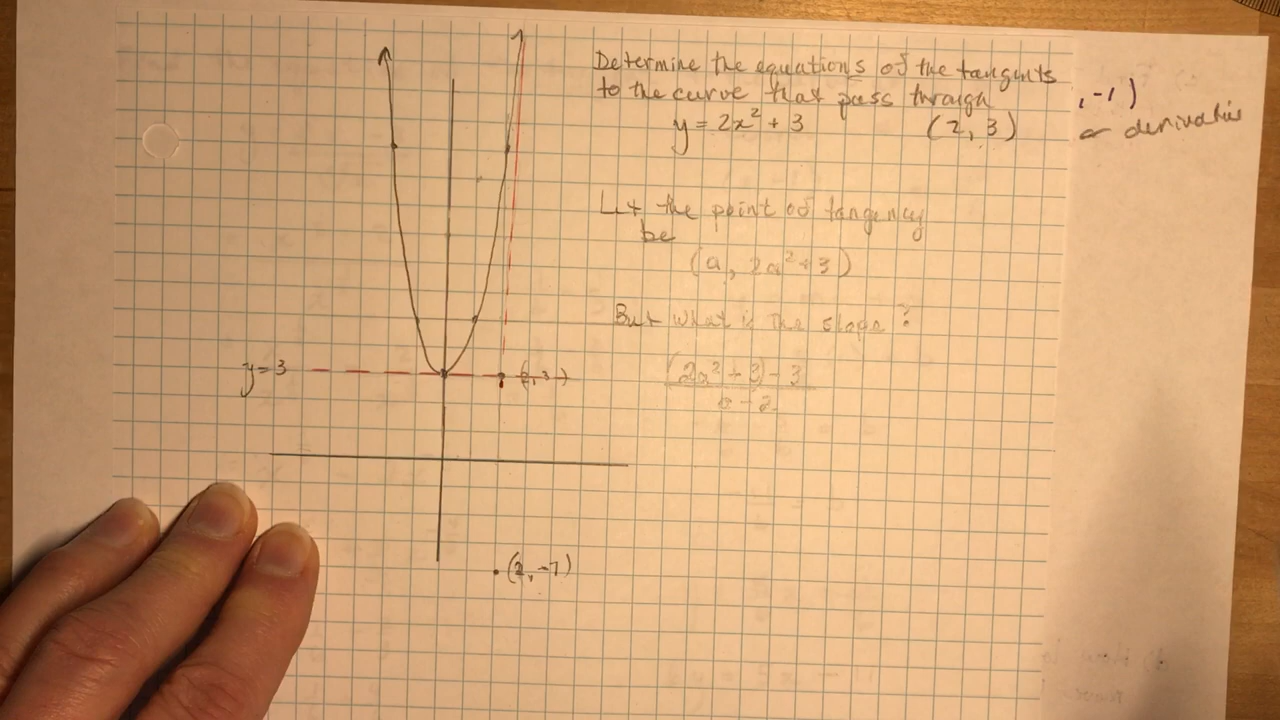 Determine the equations of the tangents
to the curve that pass through
y = 2x² + 3 (2, 3)
, -1)
or derivative
Let the point of tangency
be
(a, 2a² + 3)
But what is the slope?
(2a² + 3) - 3
a - 2
y = 3
(2, 3)
(2, -7)